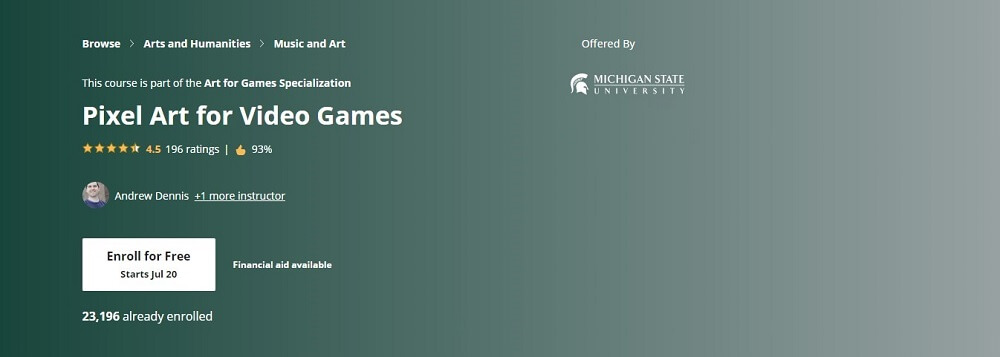 Browse > Arts and Humanities > Music and Art
Offered By
MICHIGAN STATE
UNIVERSITY
This course is part of the Art for Games Specialization
Pixel Art for Video Games
4.5 196 ratings | 93%
Andrew Dennis +1 more instructor
Enroll for Free
Starts Jul 20
Financial aid available
23,196 already enrolled